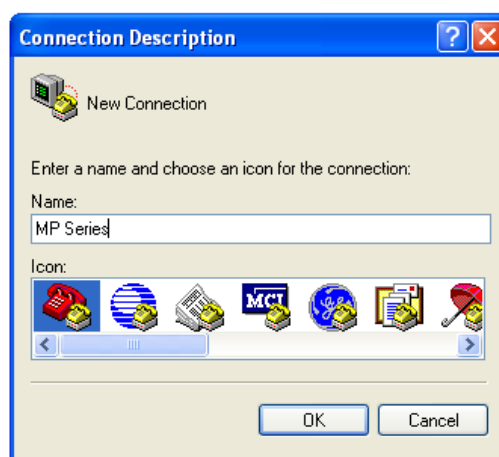 Connection Description
New Connection
Enter a name and choose an icon for the connection:
Name:
MP Series
Icon:
MCI
OK
Cancel